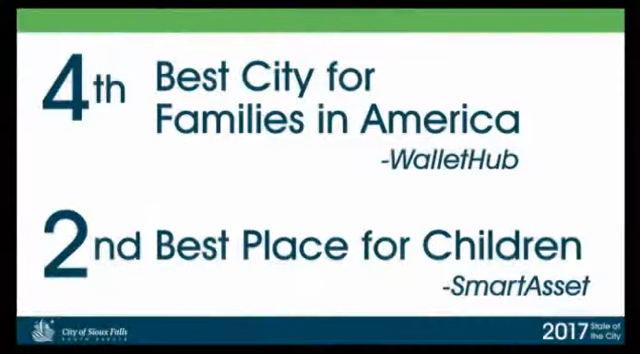 4th Best City for
Families in America
-WalletHub
2nd Best Place for Children
-SmartAsset
City of Sioux Falls
SOUTH DAKOTA
2017 State of
the City